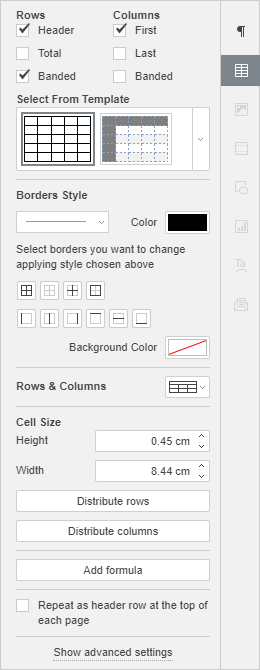 Rows Columns
Header First
Total Last
Banded Banded
Select From Template
Borders Style
Color
Select borders you want to change
applying style chosen above
Background Color
Rows & Columns
Cell Size
Height 0.45 cm
Width 8.44 cm
Distribute rows
Distribute columns
Add formula
Repeat as header row at the top of
each page
Show advanced settings